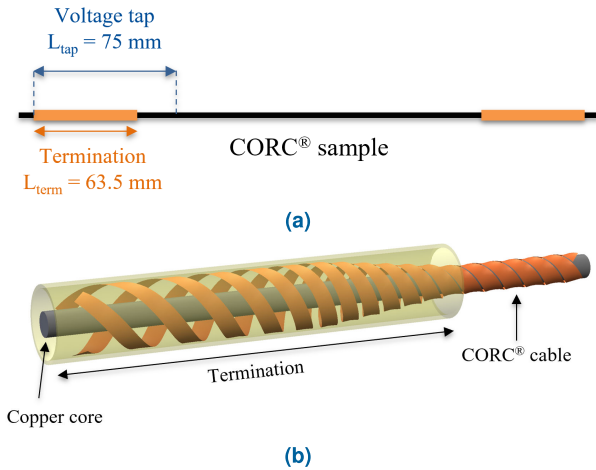 Voltage tap
L_tap = 75 mm
CORC® sample
Termination
L_term = 63.5 mm
(a)
Termination
CORC® cable
Copper core
(b)